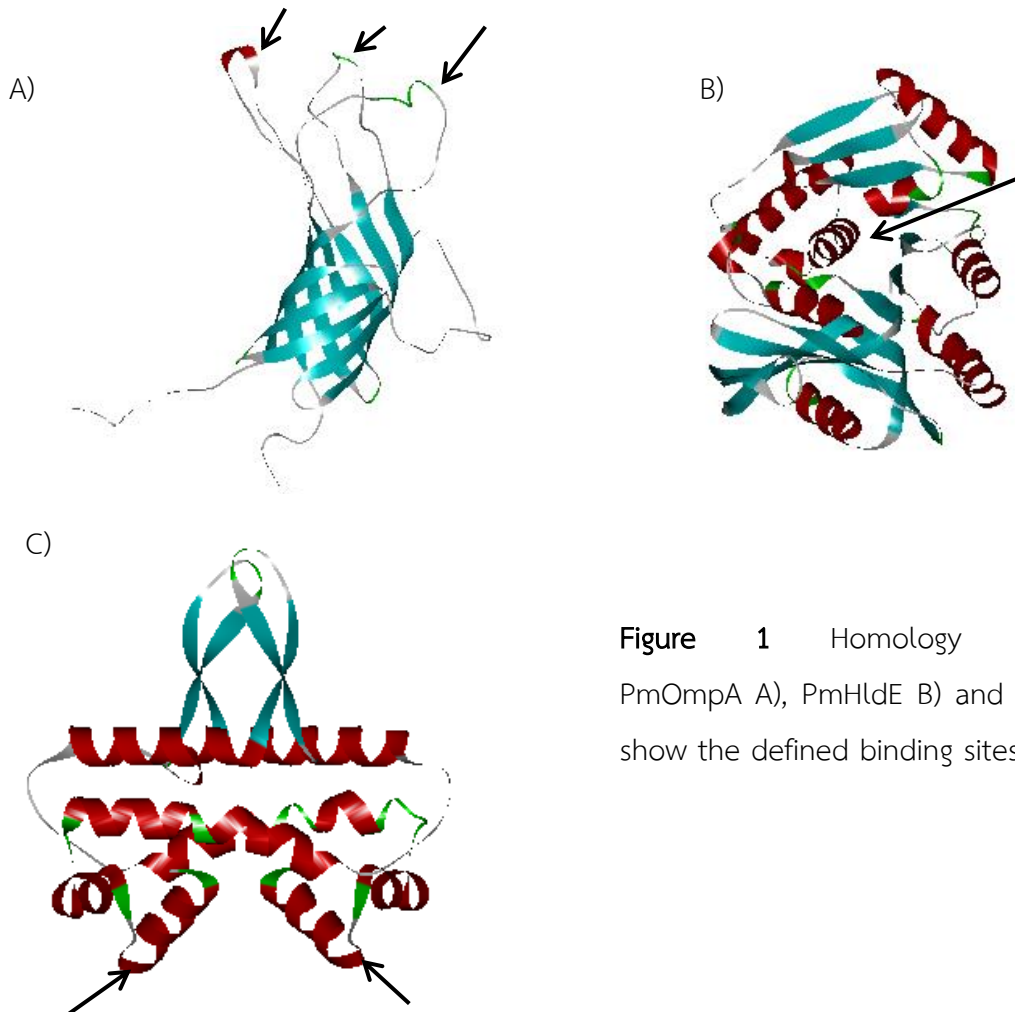 A)
B)
C)
Figure 1 Homology
PmOmpA A), PmHldE B) and
show the defined binding sites